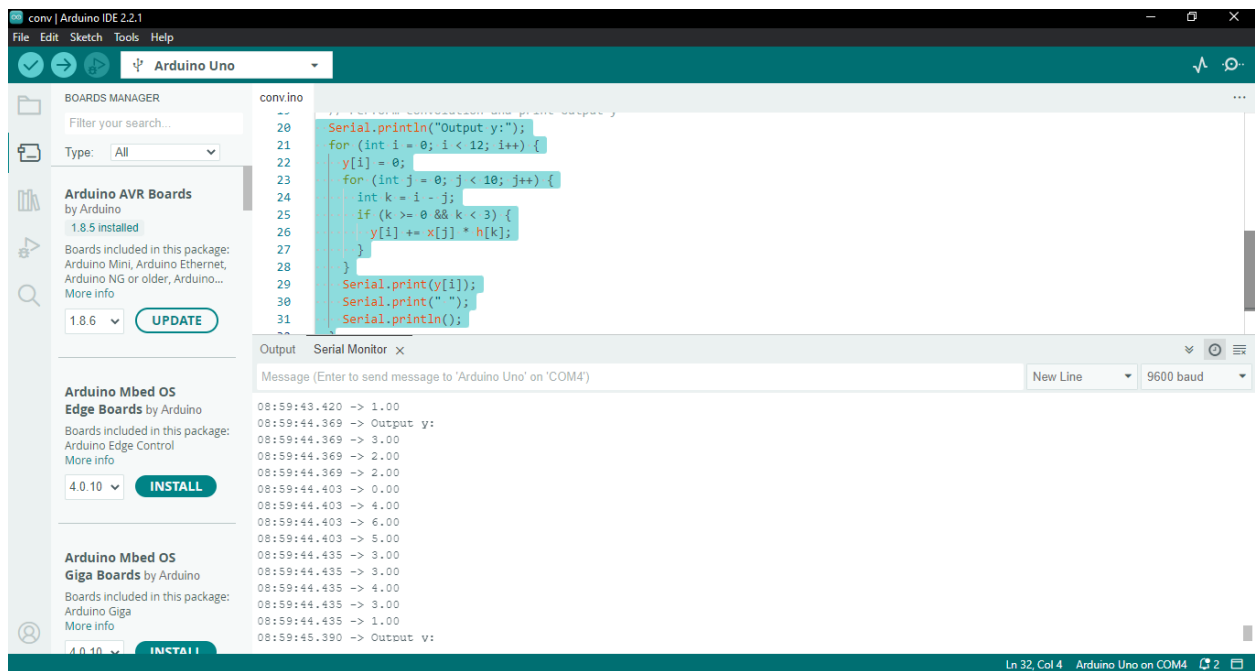 conv | Arduino IDE 2.2.1
File Edit Sketch Tools Help
Arduino Uno
BOARDS MANAGER
Filter your search...
Type: All
Arduino AVR Boards
by Arduino
1.8.5 installed
Boards included in this package:
Arduino Mini, Arduino Ethernet,
Arduino NG or older, Arduino...
More info
1.8.6 UPDATE
Arduino Mbed OS
Edge Boards by Arduino
Boards included in this package:
Arduino Edge Control
More info
4.0.10 INSTALL
Arduino Mbed OS
Giga Boards by Arduino
Boards included in this package:
Arduino Giga
More info
4.0.10 INSTALL
conv.ino
19 // Perform convolution and print output y
20 Serial.println("Output y:");
21 for (int i = 0; i < 12; i++) {
22 y[i] = 0;
23 for (int j = 0; j < 10; j++) {
24 int k = i - j;
25 if (k >= 0 && k < 3) {
26 y[i] += x[j] * h[k];
27 }
28 }
29 Serial.print(y[i]);
30 Serial.print(" ");
31 Serial.println();
Output Serial Monitor
Message (Enter to send message to 'Arduino Uno' on 'COM4')
New Line 9600 baud
08:59:43.420 -> 1.00
08:59:44.369 -> Output y:
08:59:44.369 -> 3.00
08:59:44.369 -> 2.00
08:59:44.369 -> 2.00
08:59:44.403 -> 0.00
08:59:44.403 -> 4.00
08:59:44.403 -> 6.00
08:59:44.403 -> 5.00
08:59:44.435 -> 3.00
08:59:44.435 -> 3.00
08:59:44.435 -> 4.00
08:59:44.435 -> 3.00
08:59:44.435 -> 1.00
08:59:45.390 -> Output y:
Ln 32, Col 4 Arduino Uno on COM4 2